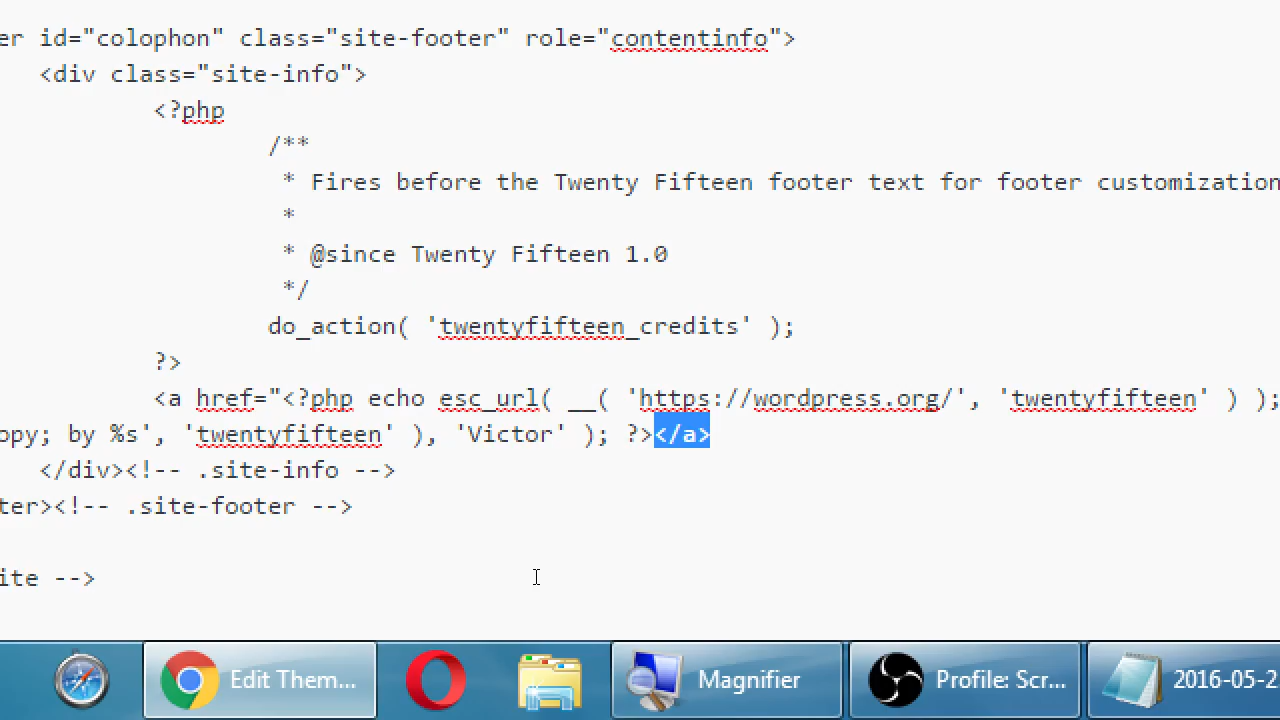 er id="colophon" class="site-footer" role="contentinfo">
<div class="site-info">
<?php
/**
* Fires before the Twenty Fifteen footer text for footer customization
*
* @since Twenty Fifteen 1.0
*/
do_action( 'twentyfifteen_credits' );
?>
<a href="<?php echo esc_url( __( 'https://wordpress.org/', 'twentyfifteen' ) );
opy; by %s', 'twentyfifteen' ), 'Victor' ); ?></a>
</div><!-- .site-info -->
ter><!-- .site-footer -->
ite -->
Edit Them...
Magnifier
Profile: Scr...
2016-05-2